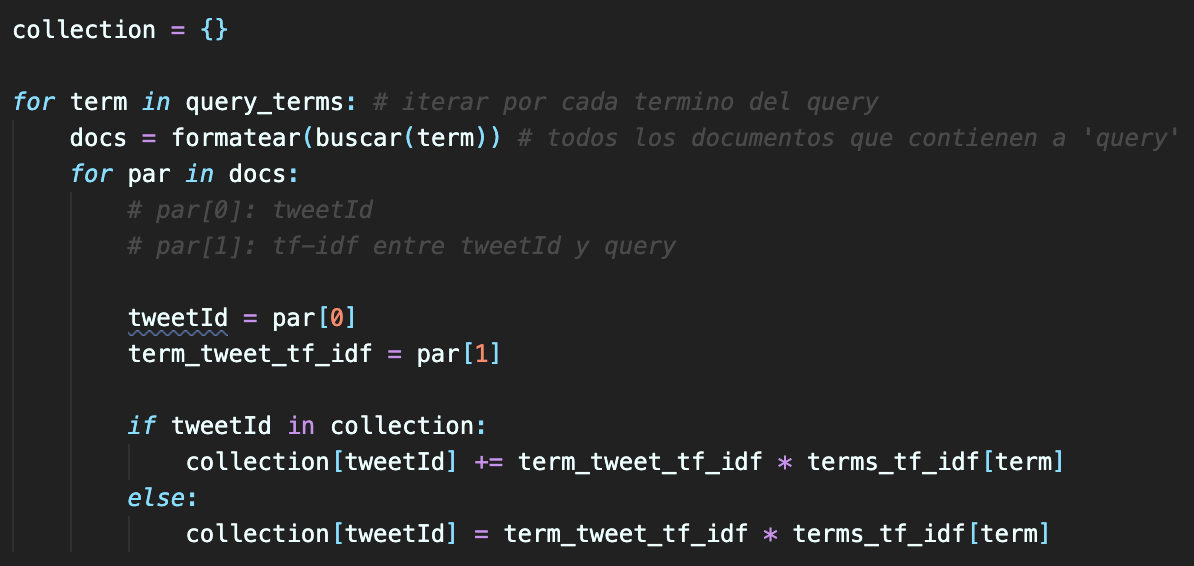 collection = {}
for term in query_terms: # iterar por cada termino del query
docs = formatear(buscar(term)) # todos los documentos que contienen a 'query'
for par in docs:
# par[0]: tweetId
# par[1]: tf-idf entre tweetId y query
tweetId = par[0]
term_tweet_tf_idf = par[1]
if tweetId in collection:
collection[tweetId] += term_tweet_tf_idf * terms_tf_idf[term]
else:
collection[tweetId] = term_tweet_tf_idf * terms_tf_idf[term]